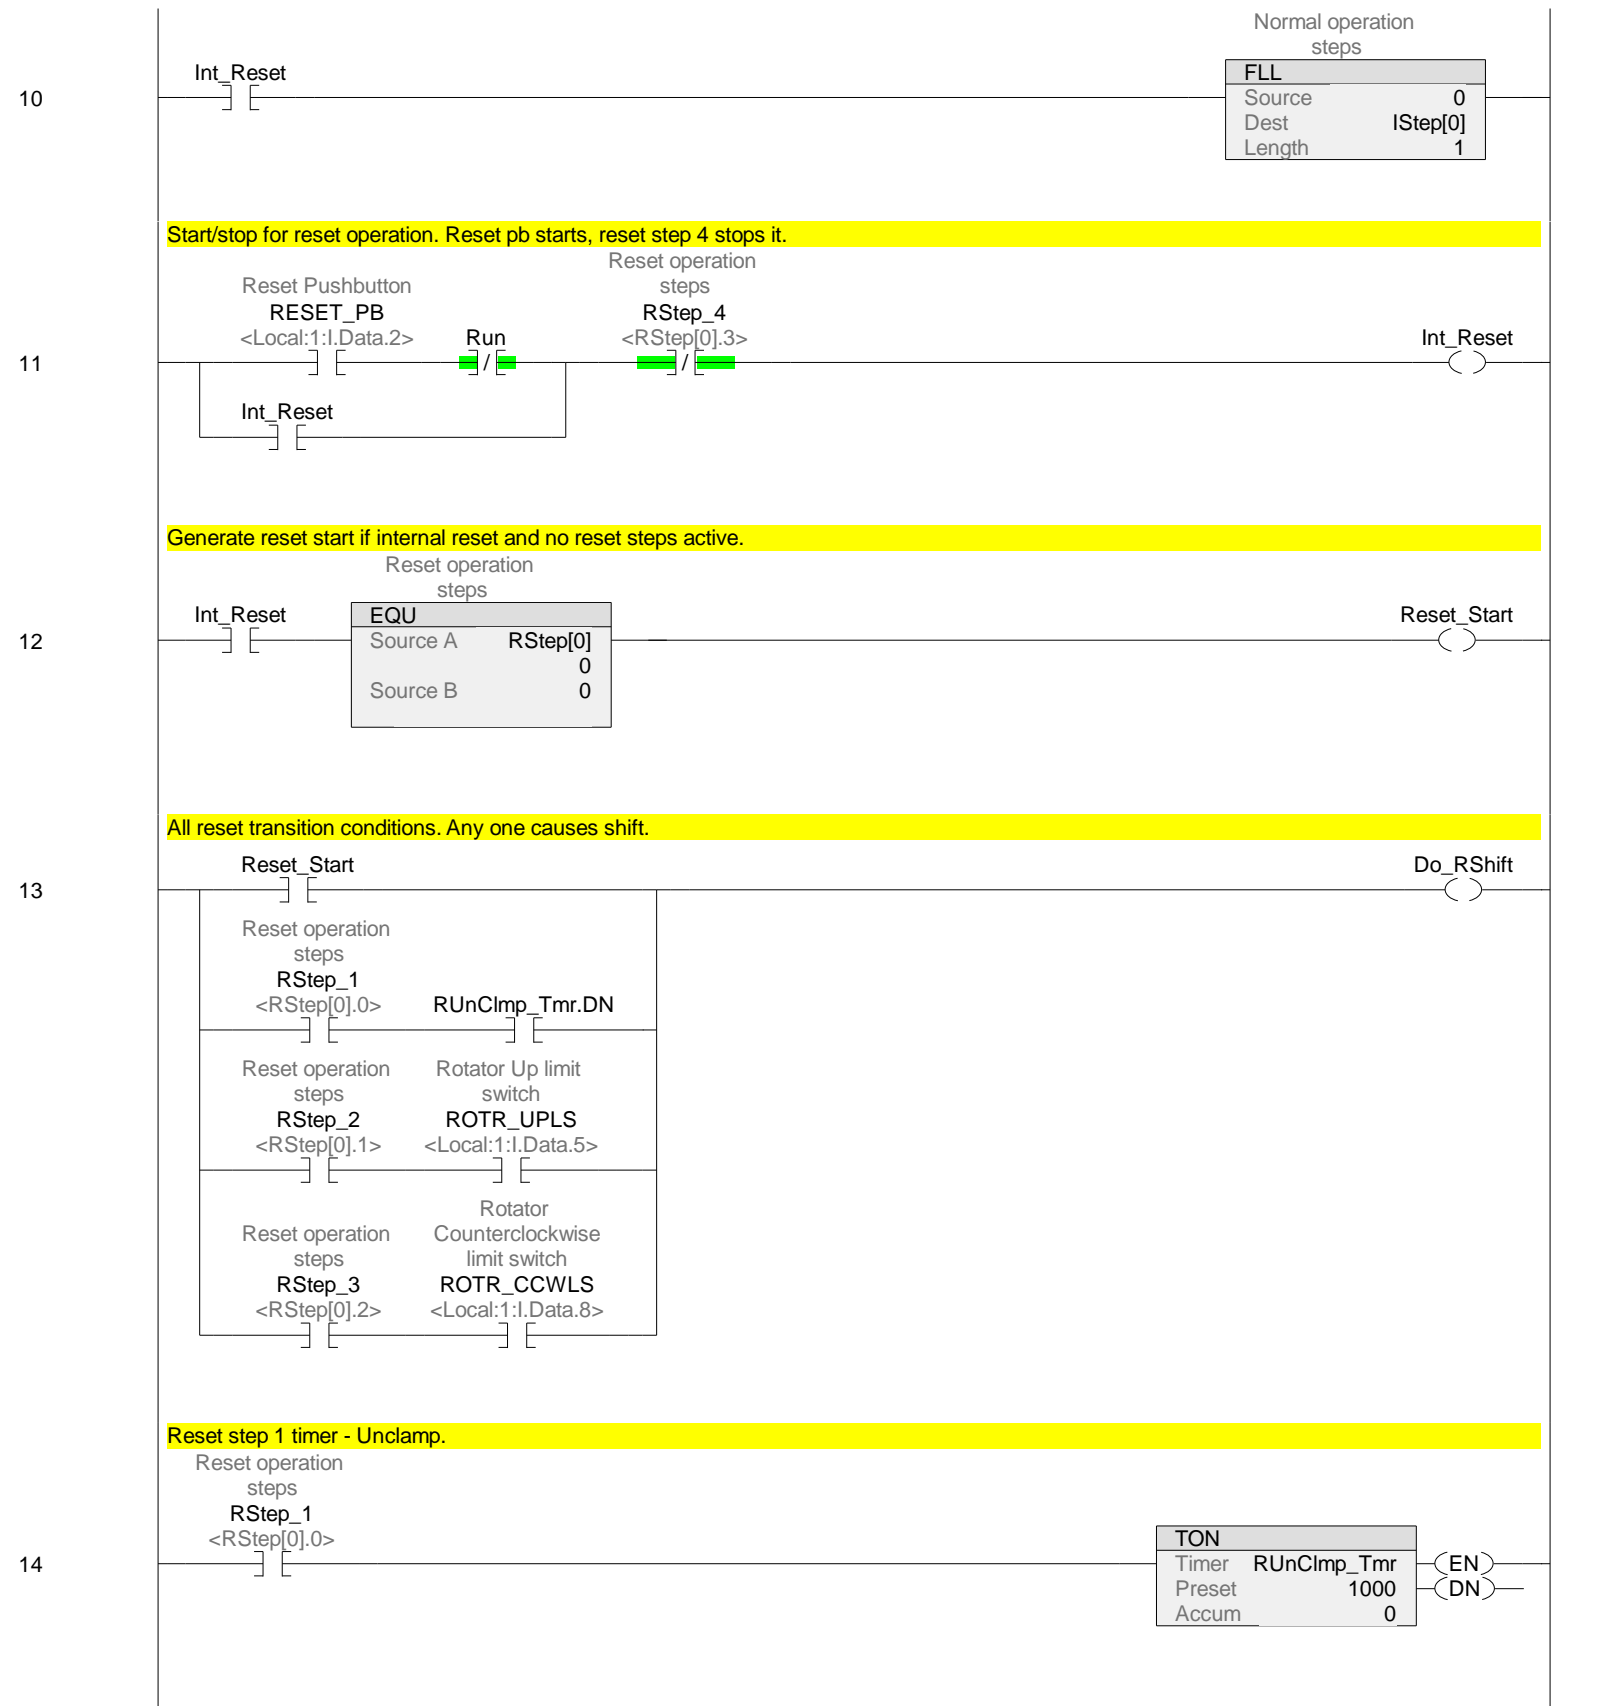 Normal operation
steps
Int_Reset
FLL
10
Source 0
Dest IStep[0]
Length 1
Start/stop for reset operation. Reset pb starts, reset step 4 stops it.
Reset operation
Reset Pushbutton steps
RESET_PB RStep_4
<Local:1:I.Data.2> Run <RStep[0].3> Int_Reset
11 / /
Int_Reset
Generate reset start if internal reset and no reset steps active.
Reset operation
steps
Int_Reset EQU Reset_Start
12 Source A RStep[0]
0
Source B 0
All reset transition conditions. Any one causes shift.
Reset_Start Do_RShift
13
Reset operation
steps
RStep_1
<RStep[0].0> RUnClmp_Tmr.DN
Reset operation Rotator Up limit
steps switch
RStep_2 ROTR_UPLS
<RStep[0].1> <Local:1:I.Data.5>
Rotator
Reset operation Counterclockwise
steps limit switch
RStep_3 ROTR_CCWLS
<RStep[0].2> <Local:1:I.Data.8>
Reset step 1 timer - Unclamp.
Reset operation
steps
RStep_1
<RStep[0].0> TON
14 Timer RUnClmp_Tmr EN
Preset 1000 DN
Accum 0